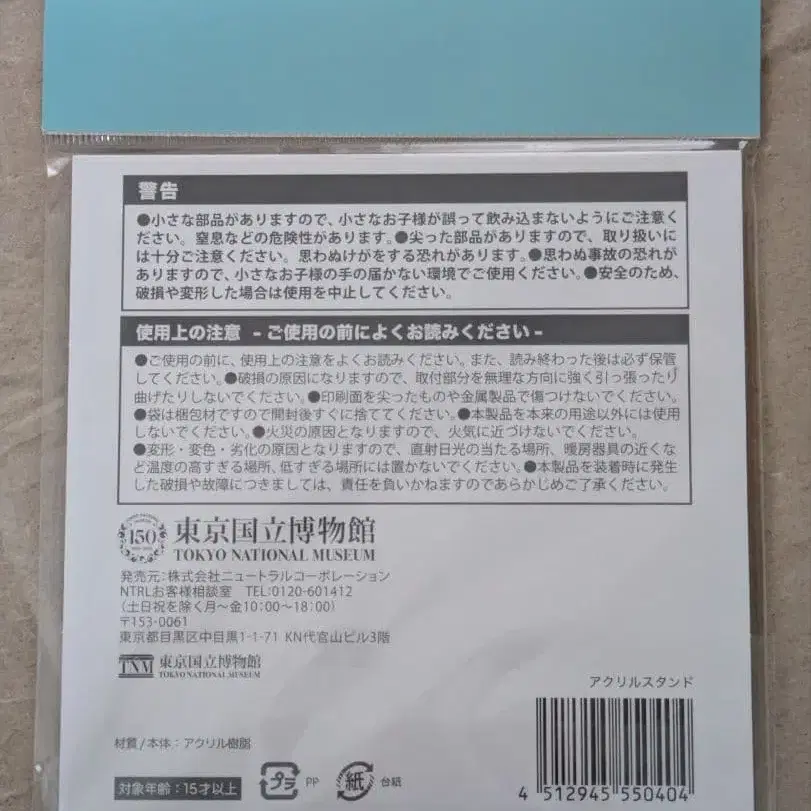 警告
●小さな部品がありますので、小さなお子様が誤って飲み込まないようにご注意く
ださい。窒息などの危険性があります。●尖った部品がありますので、取り扱いに
は十分ご注意ください。思わぬけがをする恐れがあります。●思わぬ事故の恐れが
ありますので、小さなお子様の手の届かない環境でご使用ください。●安全のため、
破損や変形した場合は使用を中止してください。
使用上の注意 - ご使用の前によくお読みください -
●ご使用の前に、使用上の注意をよくお読みください。また、読み終わった後は必ず保管
してください。●破損の原因になりますので、取付部分を無理な方向に強く引っ張ったり
曲げたりしないでください。●印刷面を尖ったものや金属製品で傷つけないでください。
●袋は梱包材ですので開封後すぐに捨ててください。●本製品を本来の用途以外には使用
しないでください。●火災の原因となりますので、火気に近づけないでください。
●変形・変色・劣化の原因となりますので、直射日光の当たる場所、暖房器具の近くな
ど温度の高すぎる場所、低すぎる場所には置かないでください。●本製品を装着時に発生
した破損や故障につきましては、責任を負いかねますのであらかじめご了承ください。
150 東京国立博物館
TOKYO NATIONAL MUSEUM
発売元：株式会社ニュートラルコーポレーション
NTRLお客様相談室 TEL:0120-601412
（土日祝を除く月～金10:00～18:00）
〒153-0061
東京都目黒区中目黒1-1-71 KN代官山ビル3階
TNM 東京国立博物館
TOKYO NATIONAL MUSEUM
アクリルスタンド
材質/本体：アクリル樹脂
対象年齢：15才以上 プラ PP 紙 台紙
4 512945 550404